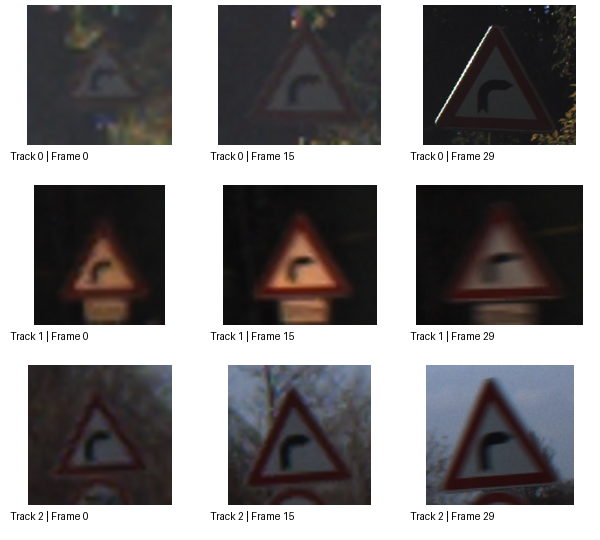 Track 0 | Frame 0
Track 0 | Frame 15
Track 0 | Frame 29
Track 1 | Frame 0
Track 1 | Frame 15
Track 1 | Frame 29
Track 2 | Frame 0
Track 2 | Frame 15
Track 2 | Frame 29